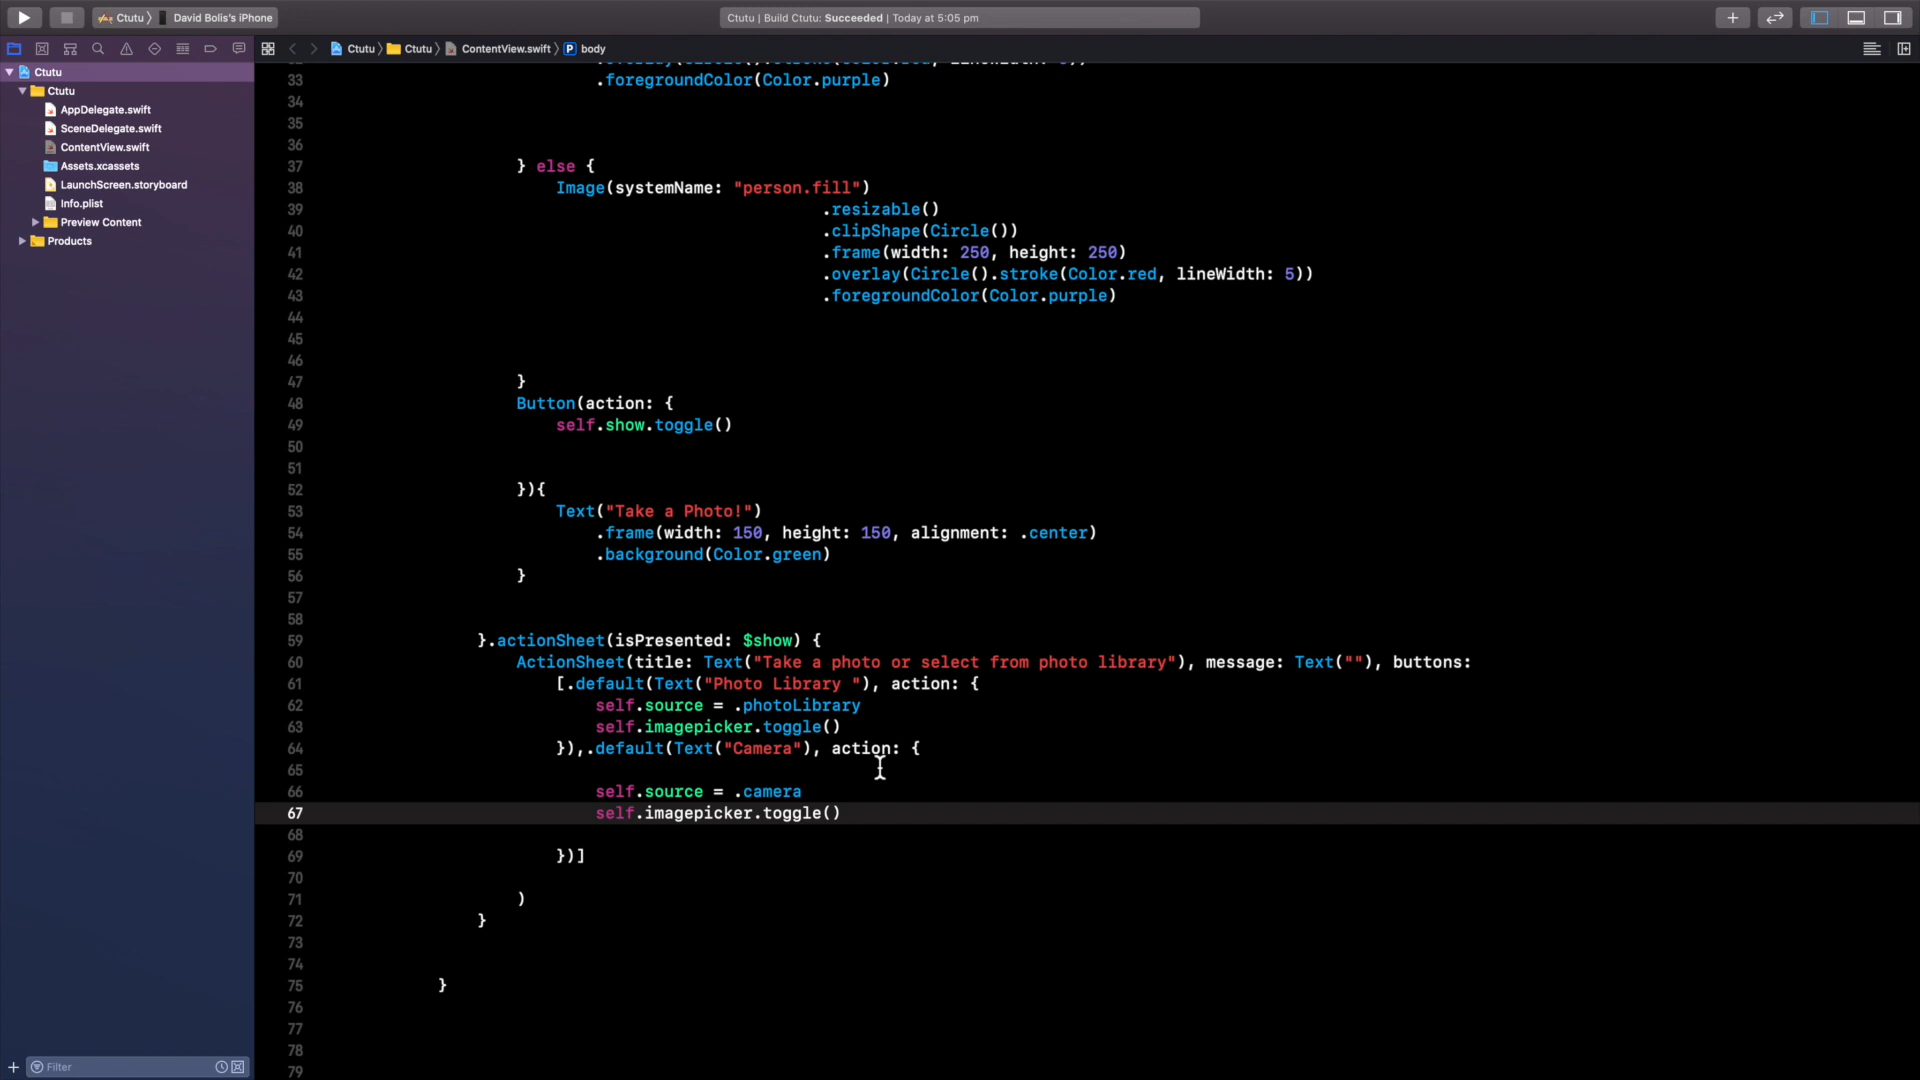 Ctutu 〉 David Bolis's iPhone
Ctutu | Build Ctutu: Succeeded | Today at 5:05 pm
Ctutu 〉 Ctutu 〉 ContentView.swift 〉 P body
Ctutu
Ctutu
AppDelegate.swift
SceneDelegate.swift
ContentView.swift
Assets.xcassets
LaunchScreen.storyboard
Info.plist
Preview Content
Products
Filter
33 .foregroundColor(Color.purple)
34
35
36
37 } else {
38 Image(systemName: "person.fill")
39 .resizable()
40 .clipShape(Circle())
41 .frame(width: 250, height: 250)
42 .overlay(Circle().stroke(Color.red, lineWidth: 5))
43 .foregroundColor(Color.purple)
44
45
46
47 }
48 Button(action: {
49 self.show.toggle()
50
51
52 }){
53 Text("Take a Photo!")
54 .frame(width: 150, height: 150, alignment: .center)
55 .background(Color.green)
56 }
57
58
59 }.actionSheet(isPresented: $show) {
60 ActionSheet(title: Text("Take a photo or select from photo library"), message: Text(""), buttons:
61 [.default(Text("Photo Library "), action: {
62 self.source = .photoLibrary
63 self.imagepicker.toggle()
64 }),.default(Text("Camera"), action: {
65
66 self.source = .camera
67 self.imagepicker.toggle()
68
69 })]
70
71 )
72 }
73
74
75 }
76
77
78
79